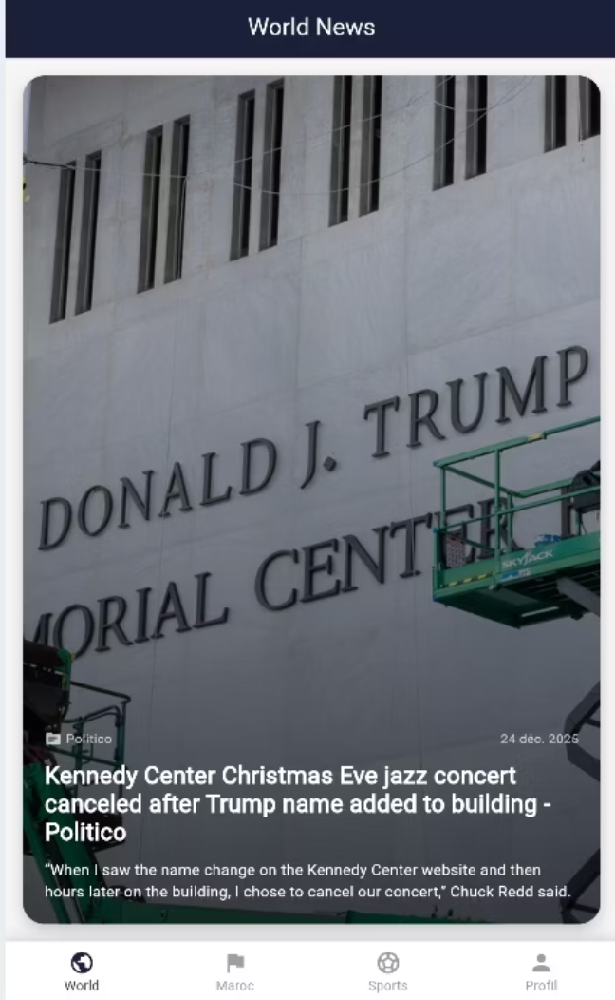 World News
DONALD J. TRUMP
MORIAL CENTER
SKYJACK
Politico
24 déc. 2025
Kennedy Center Christmas Eve jazz concert
canceled after Trump name added to building -
Politico
“When I saw the name change on the Kennedy Center website and then
hours later on the building, I chose to cancel our concert,” Chuck Redd said.
World
Maroc
Sports
Profil